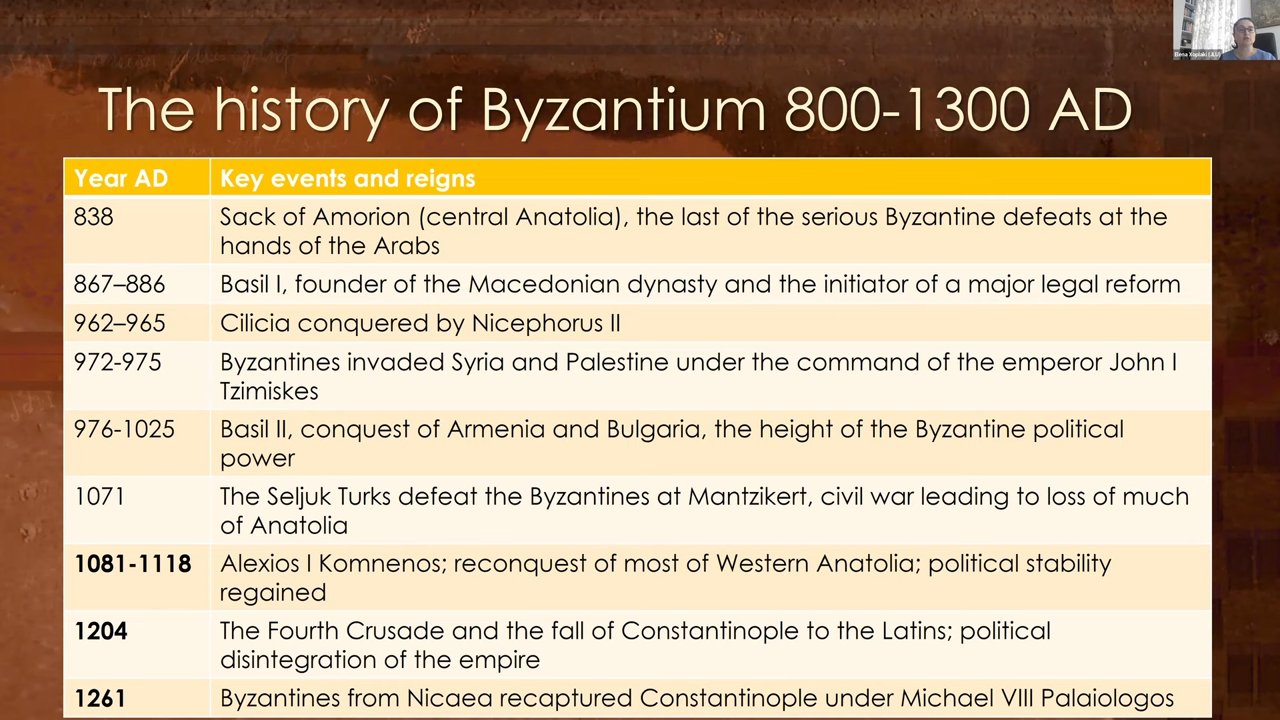 Elena Xoplaki (JLU)
The history of Byzantium 800-1300 AD
Year AD Key events and reigns
838 Sack of Amorion (central Anatolia), the last of the serious Byzantine defeats at the
hands of the Arabs
867–886 Basil I, founder of the Macedonian dynasty and the initiator of a major legal reform
962–965 Cilicia conquered by Nicephorus II
972-975 Byzantines invaded Syria and Palestine under the command of the emperor John I
Tzimiskes
976-1025 Basil II, conquest of Armenia and Bulgaria, the height of the Byzantine political
power
1071 The Seljuk Turks defeat the Byzantines at Mantzikert, civil war leading to loss of much
of Anatolia
1081-1118 Alexios I Komnenos; reconquest of most of Western Anatolia; political stability
regained
1204 The Fourth Crusade and the fall of Constantinople to the Latins; political
disintegration of the empire
1261 Byzantines from Nicaea recaptured Constantinople under Michael VIII Palaiologos